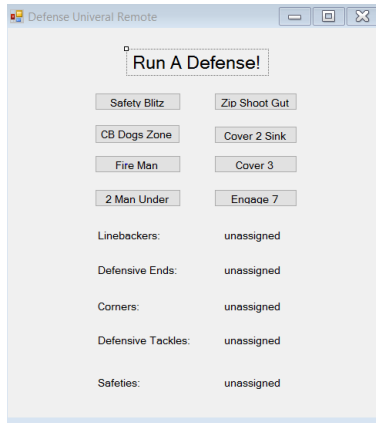 Defense Univeral Remote
Run A Defense!
Safety Blitz Zip Shoot Gut
CB Dogs Zone Cover 2 Sink
Fire Man Cover 3
2 Man Under Engage 7
Linebackers: unassigned
Defensive Ends: unassigned
Corners: unassigned
Defensive Tackles: unassigned
Safeties: unassigned